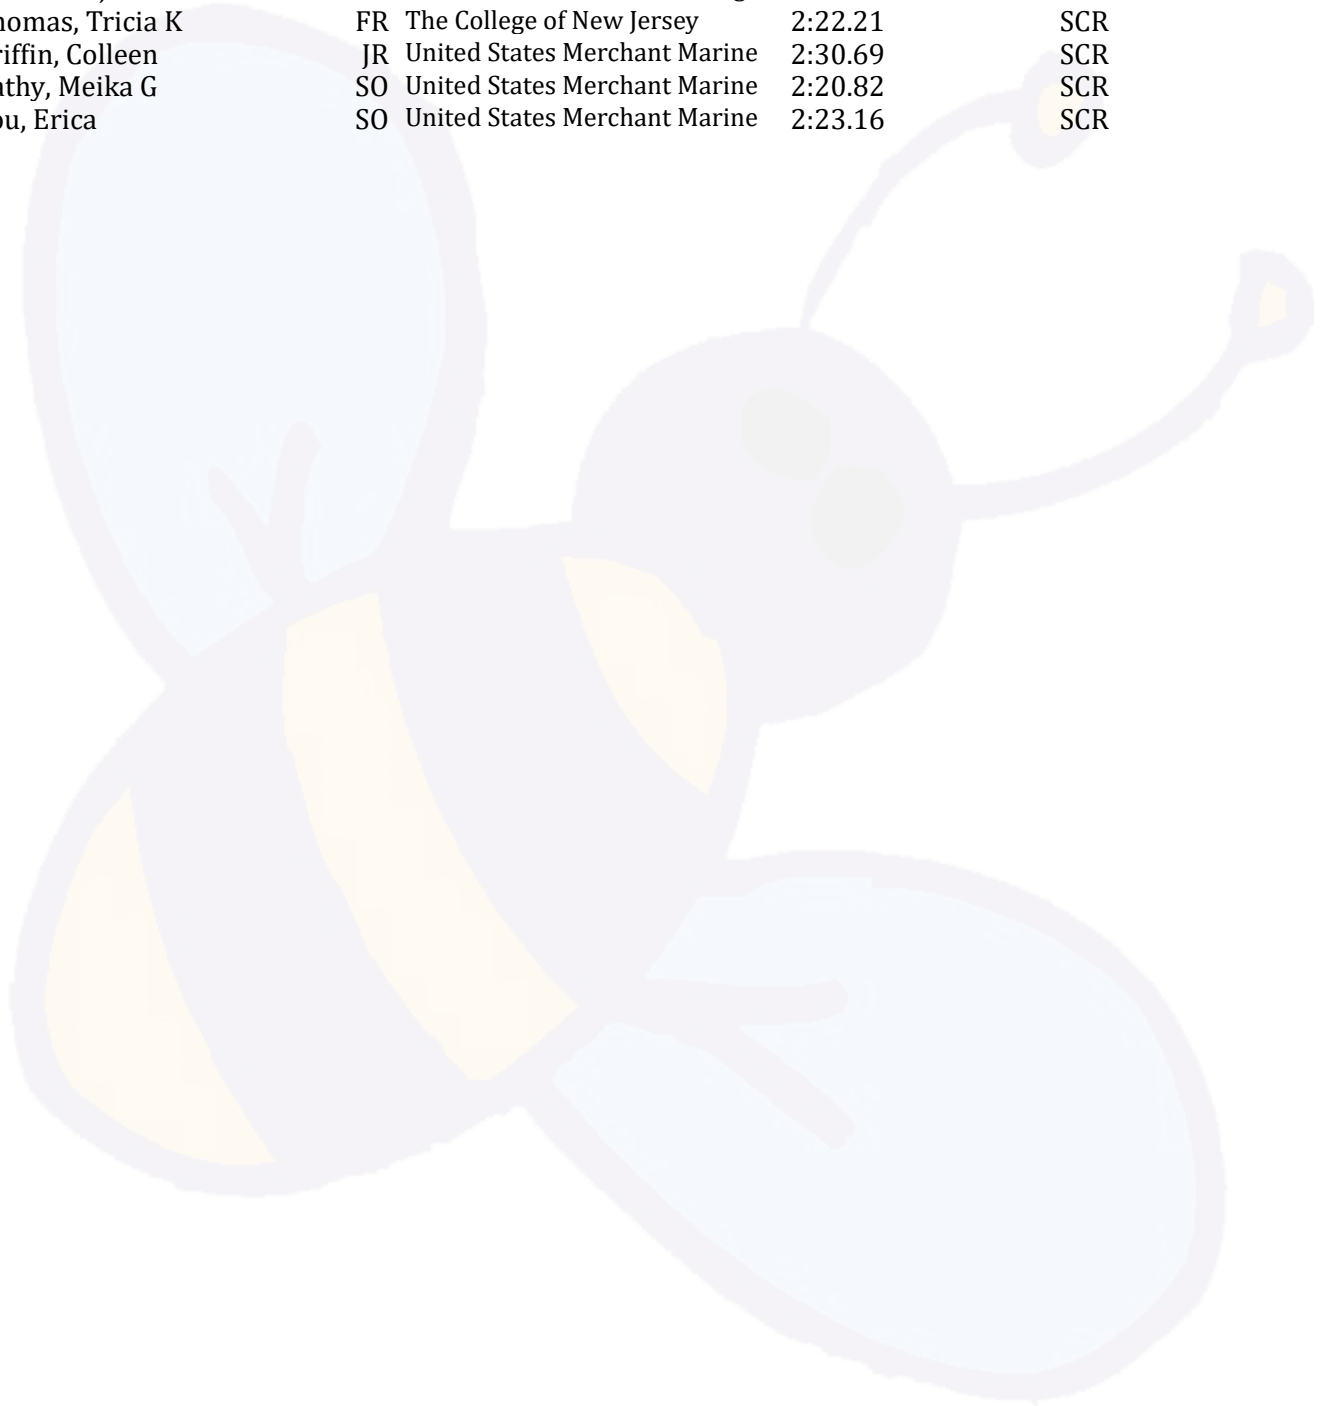 homas, Tricia K FR The College of New Jersey 2:22.21 SCR
riffin, Colleen JR United States Merchant Marine 2:30.69 SCR
athy, Meika G SO United States Merchant Marine 2:20.82 SCR
ou, Erica SO United States Merchant Marine 2:23.16 SCR